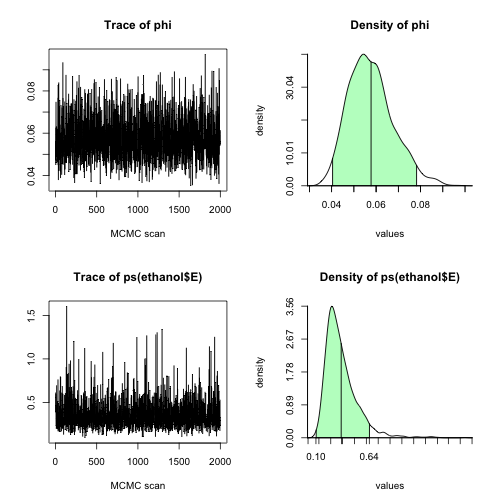 Trace of phi
0.04 0.06 0.08
0 500 1000 1500 2000
MCMC scan
Density of phi
density
0.00 10.01 30.04
0.04 0.06 0.08
values
Trace of ps(ethanol$E)
0.5 1.0 1.5
0 500 1000 1500 2000
MCMC scan
Density of ps(ethanol$E)
density
0.00 0.89 1.78 2.67 3.56
0.10 0.64
values